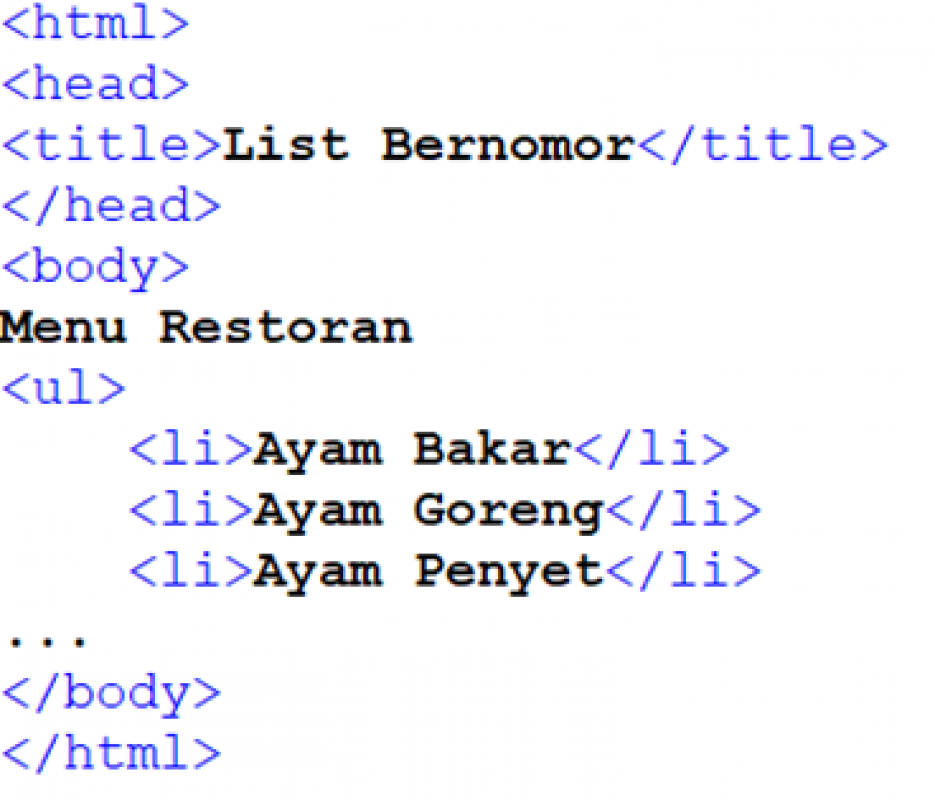 <html>
<head>
<title>List Bernomor</title>
</head>
<body>
Menu Restoran
<ul>
<li>Ayam Bakar</li>
<li>Ayam Goreng</li>
<li>Ayam Penyet</li>
...
</body>
</html>